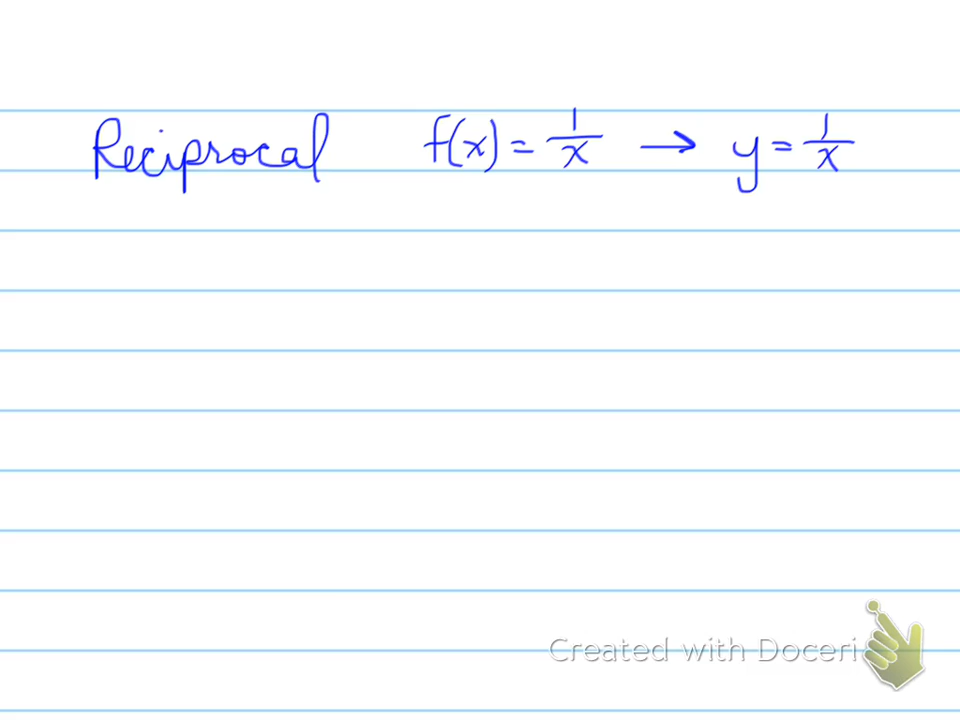 Reciprocal f(x) = 1/x → y = 1/x
Created with Doceri